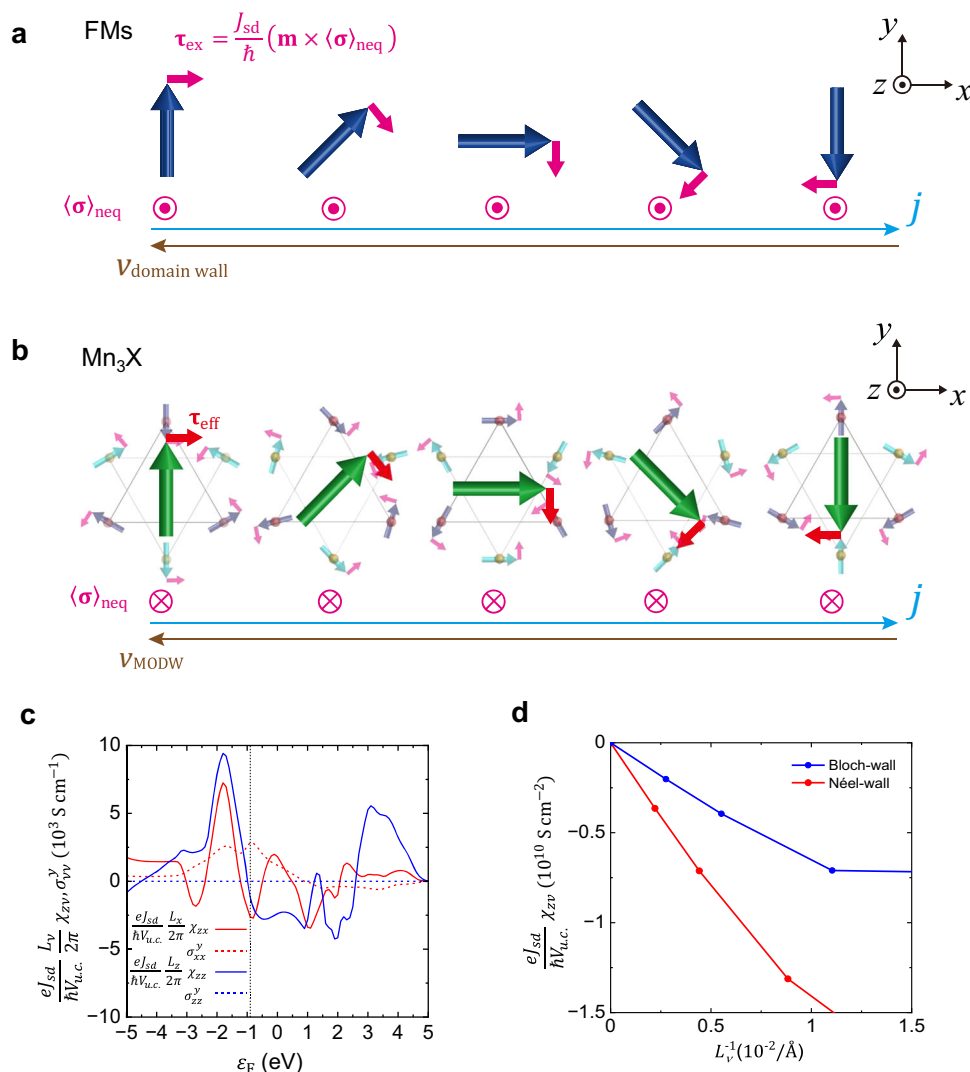 a FMs
τex = Jsd/ħ (m × ⟨σ⟩neq)
y
z x
⟨σ⟩neq
j
vdomain wall
b Mn3X
y
z x
τeff
⟨σ⟩neq
j
vMODW
c
eJsd/ħVu.c. Lν/2π χzν, σνν^y (10³ S cm⁻¹)
10
5
0
−5
−10
eJsd/ħVu.c. Lx/2π χzx
σxx^y
eJsd/ħVu.c. Lz/2π χzz
σzz^y
−5 −4 −3 −2 −1 0 1 2 3 4 5
εF (eV)
d
eJsd/ħVu.c. χzν (10¹⁰ S cm⁻²)
0
−0.5
−1
−1.5
Bloch-wall
Néel-wall
0 0.5 1 1.5
Lν⁻¹(10⁻²/Å)